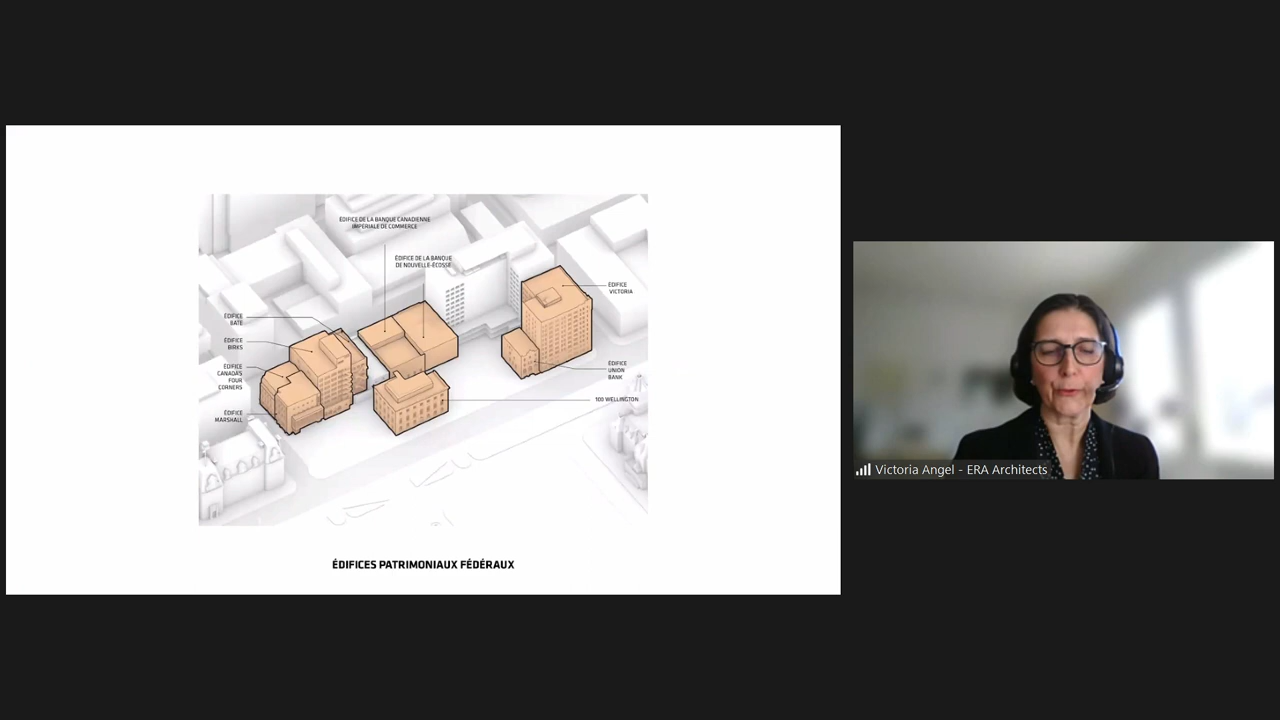 ÉDIFICE DE LA BANQUE CANADIENNE
IMPÉRIALE DE COMMERCE
ÉDIFICE DE LA BANQUE
DE NOUVELLE-ÉCOSSE
ÉDIFICE
VICTORIA
ÉDIFICE
BATE
ÉDIFICE
BIRKS
ÉDIFICE
CANADA'S
FOUR
CORNERS
ÉDIFICE
MARSHALL
ÉDIFICE
UNION
BANK
100 WELLINGTON
ÉDIFICES PATRIMONIAUX FÉDÉRAUX
Victoria Angel - ERA Architects